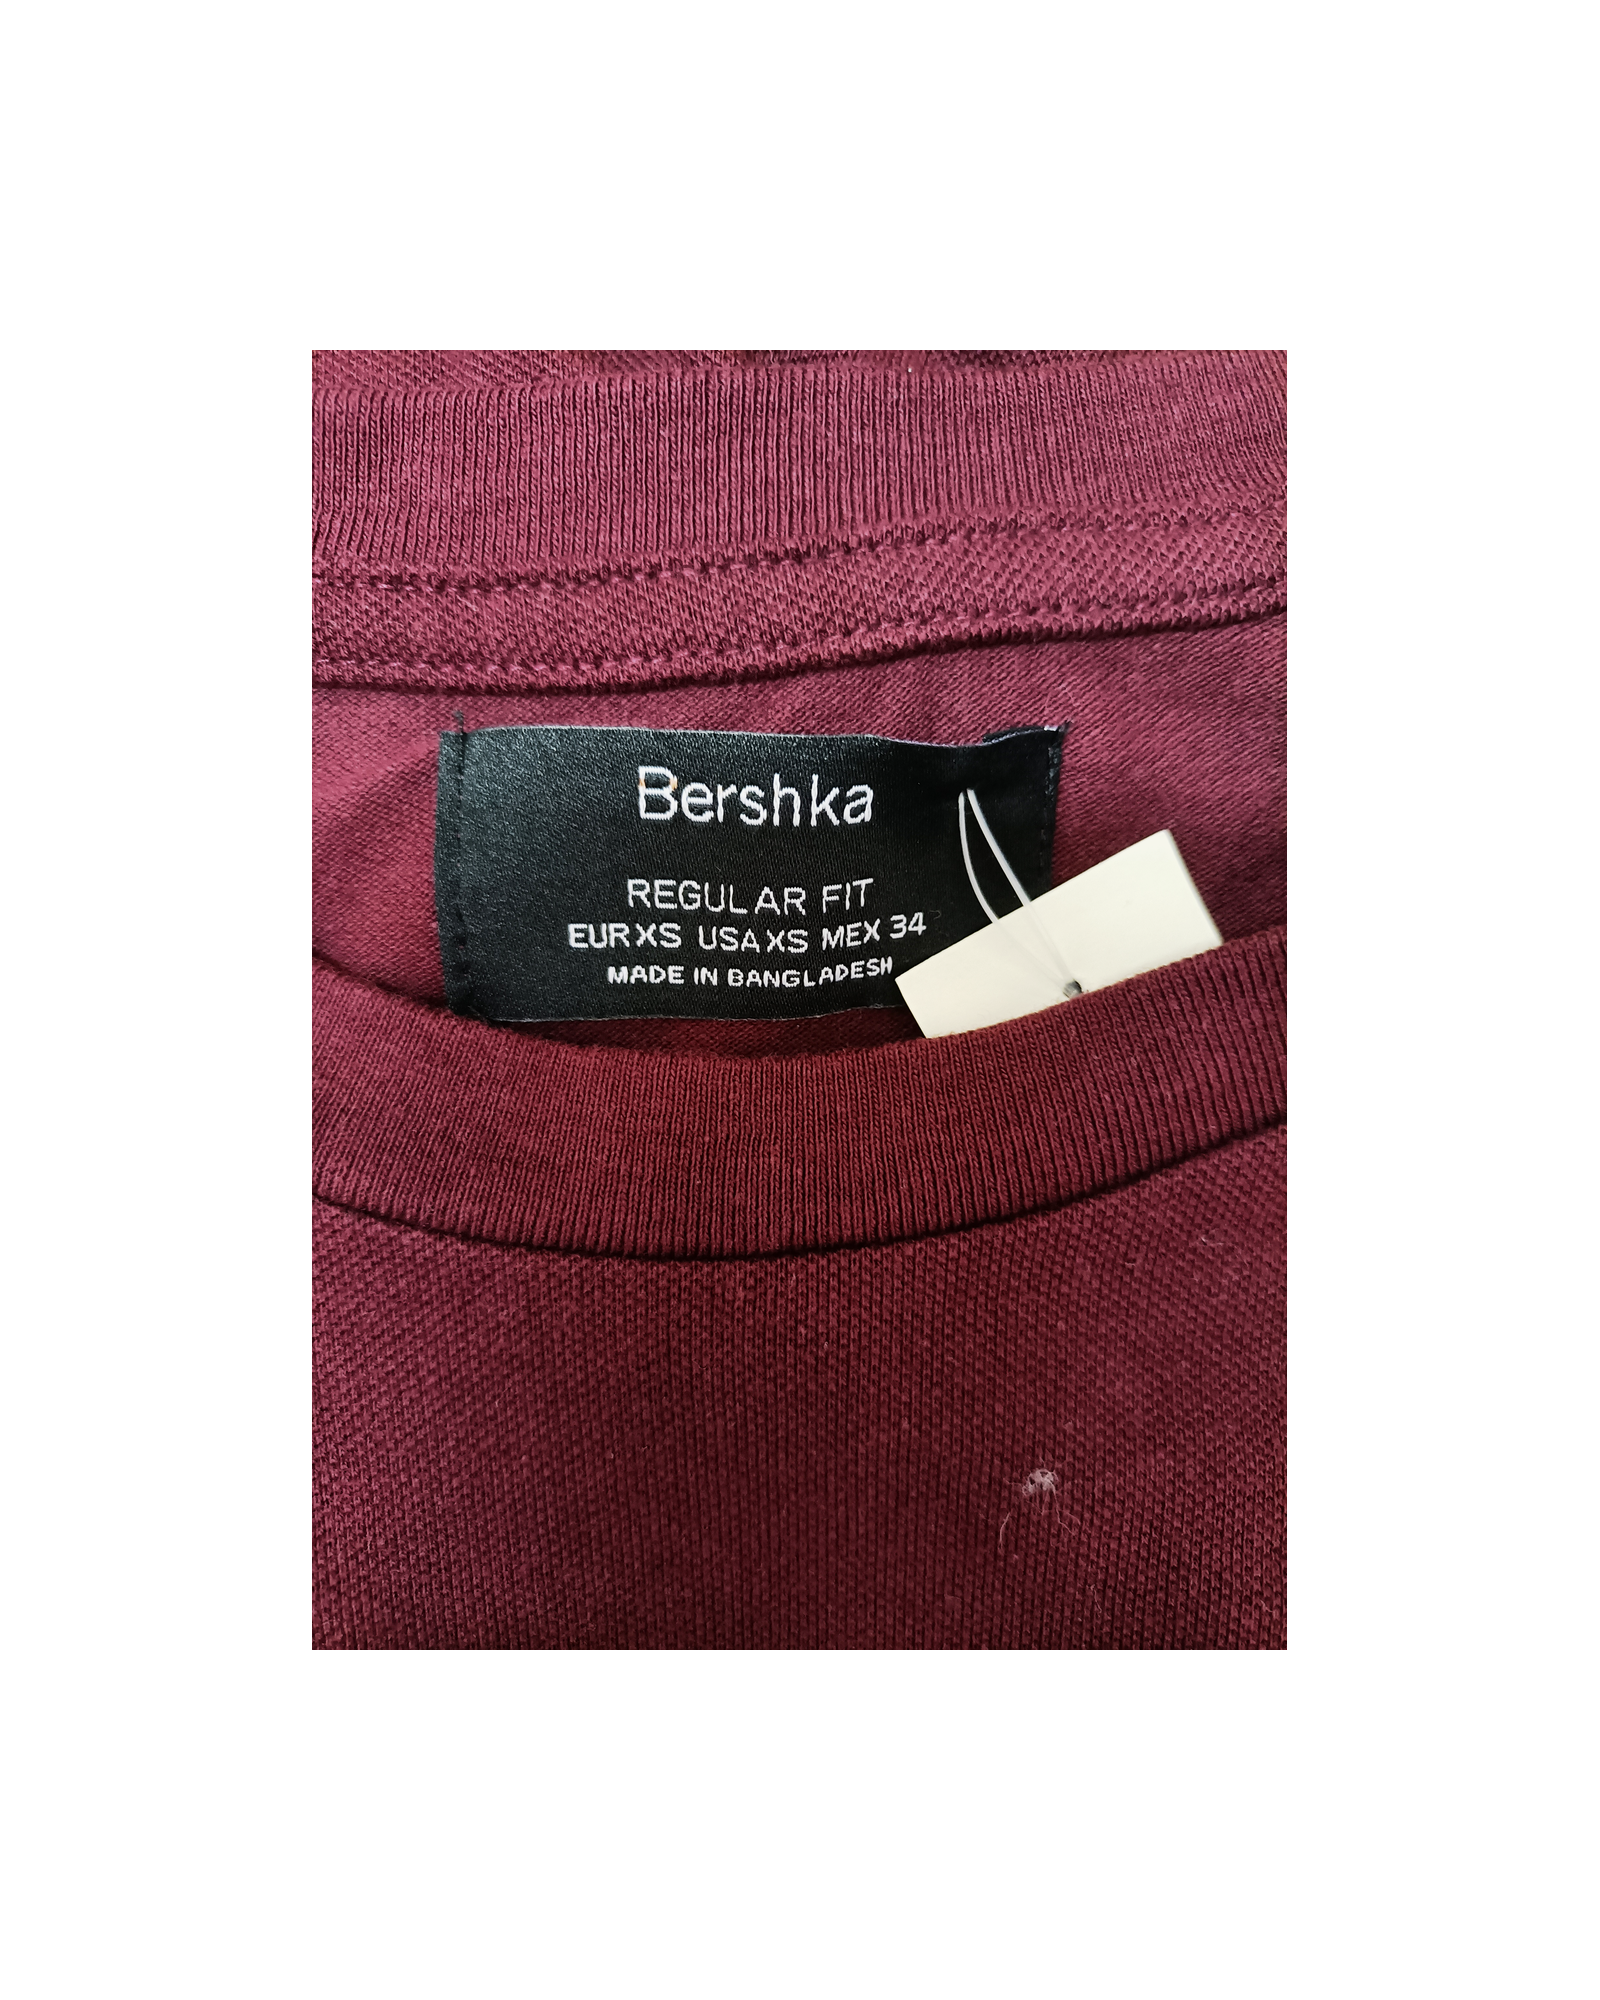 Bershka
REGULAR FIT
EUR XS USA XS MEX 34
MADE IN BANGLADESH